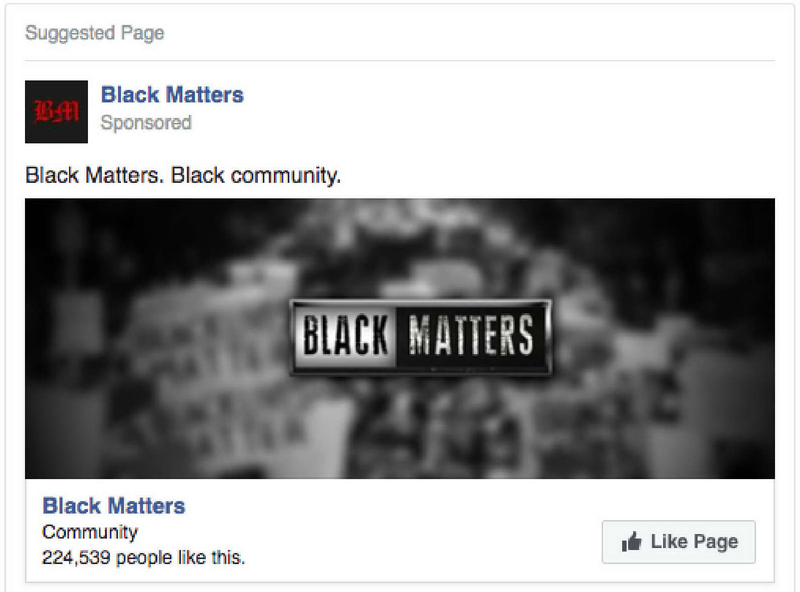 Suggested Page
BM
Black Matters
Sponsored
Black Matters. Black community.
BLACK MATTERS
Black Matters
Community
224,539 people like this.
Like Page